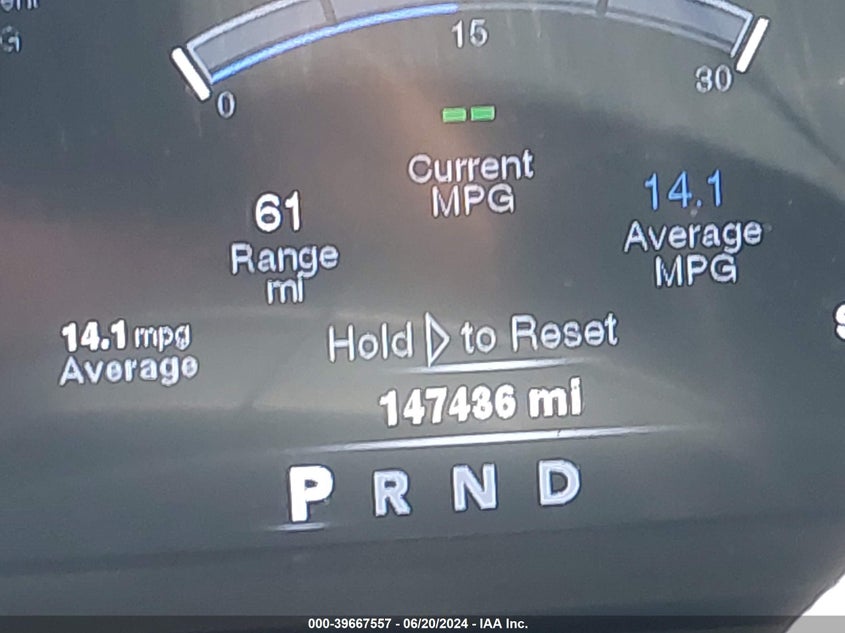 15
0
30
Current
MPG
61
Range
mi
14.1
Average
MPG
14.1 mpg
Average
Hold ▷ to Reset
147486 mi
P R N D
000-39667557 - 06/20/2024 - IAA Inc.